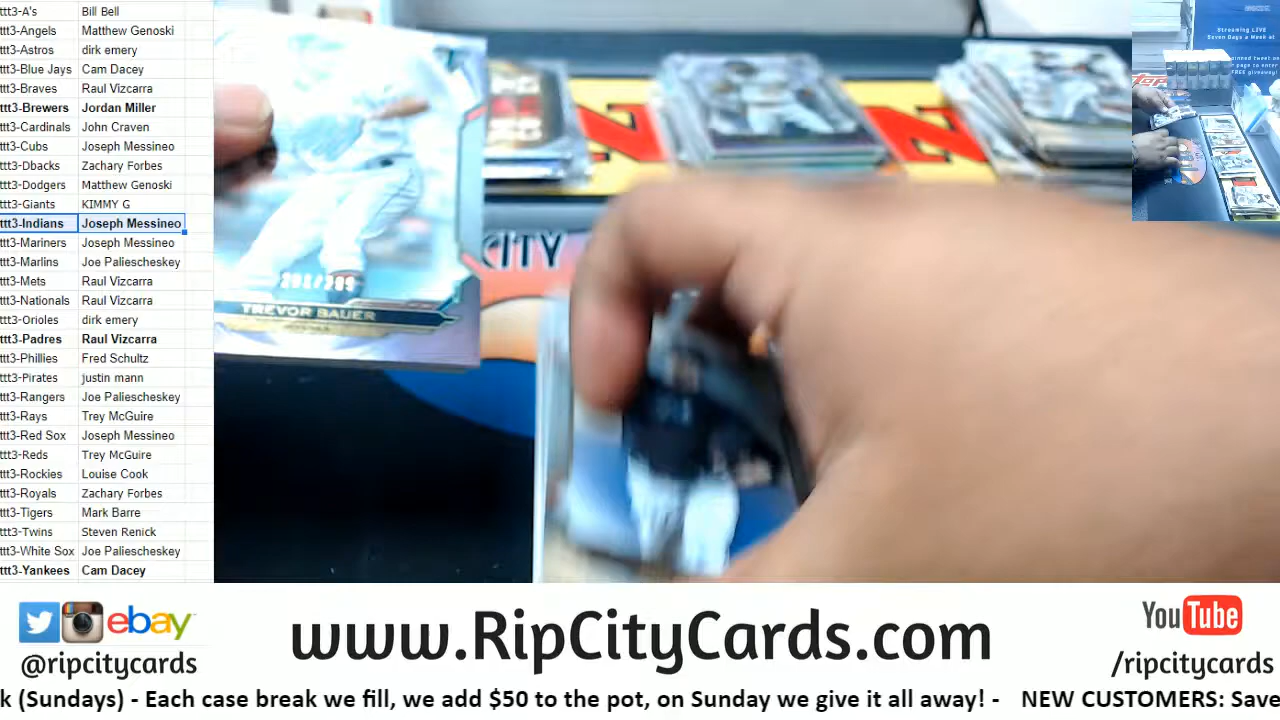 ttt3-A's Bill Bell
ttt3-Angels Matthew Genoski
ttt3-Astros dirk emery
ttt3-Blue Jays Cam Dacey
ttt3-Braves Raul Vizcarra
ttt3-Brewers Jordan Miller
ttt3-Cardinals John Craven
ttt3-Cubs Joseph Messineo
ttt3-Dbacks Zachary Forbes
ttt3-Dodgers Matthew Genoski
ttt3-Giants KIMMY G
ttt3-Indians Joseph Messineo
ttt3-Mariners Joseph Messineo
ttt3-Marlins Joe Paliescheskey
ttt3-Mets Raul Vizcarra
ttt3-Nationals Raul Vizcarra
ttt3-Orioles dirk emery
ttt3-Padres Raul Vizcarra
ttt3-Phillies Fred Schultz
ttt3-Pirates justin mann
ttt3-Rangers Joe Paliescheskey
ttt3-Rays Trey McGuire
ttt3-Red Sox Joseph Messineo
ttt3-Reds Trey McGuire
ttt3-Rockies Louise Cook
ttt3-Royals Zachary Forbes
ttt3-Tigers Mark Barre
ttt3-Twins Steven Renick
ttt3-White Sox Joe Paliescheskey
ttt3-Yankees Cam Dacey
TREVOR BAUER
CITY
Streaming LIVE
Seven Days a Week at
FREE giveaway!
ebay
@ripcitycards
www.RipCityCards.com
YouTube
/ripcitycards
k (Sundays) - Each case break we fill, we add $50 to the pot, on Sunday we give it all away! - NEW CUSTOMERS: Save